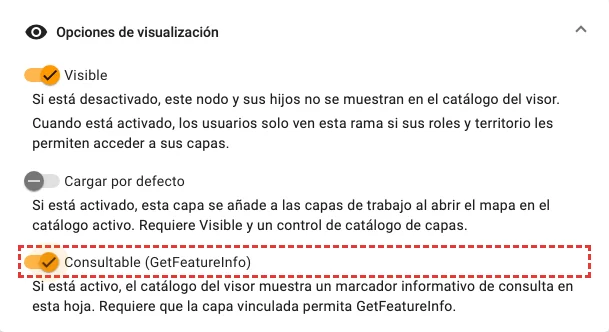 Opciones de visualización
Visible
Si está desactivado, este nodo y sus hijos no se muestran en el catálogo del visor.
Cuando está activado, los usuarios solo ven esta rama si sus roles y territorio les
permiten acceder a sus capas.
Cargar por defecto
Si está activado, esta capa se añade a las capas de trabajo al abrir el mapa en el
catálogo activo. Requiere Visible y un control de catálogo de capas.
Consultable (GetFeatureInfo)
Si está activo, el catálogo del visor muestra un marcador informativo de consulta en
esta hoja. Requiere que la capa vinculada permita GetFeatureInfo.